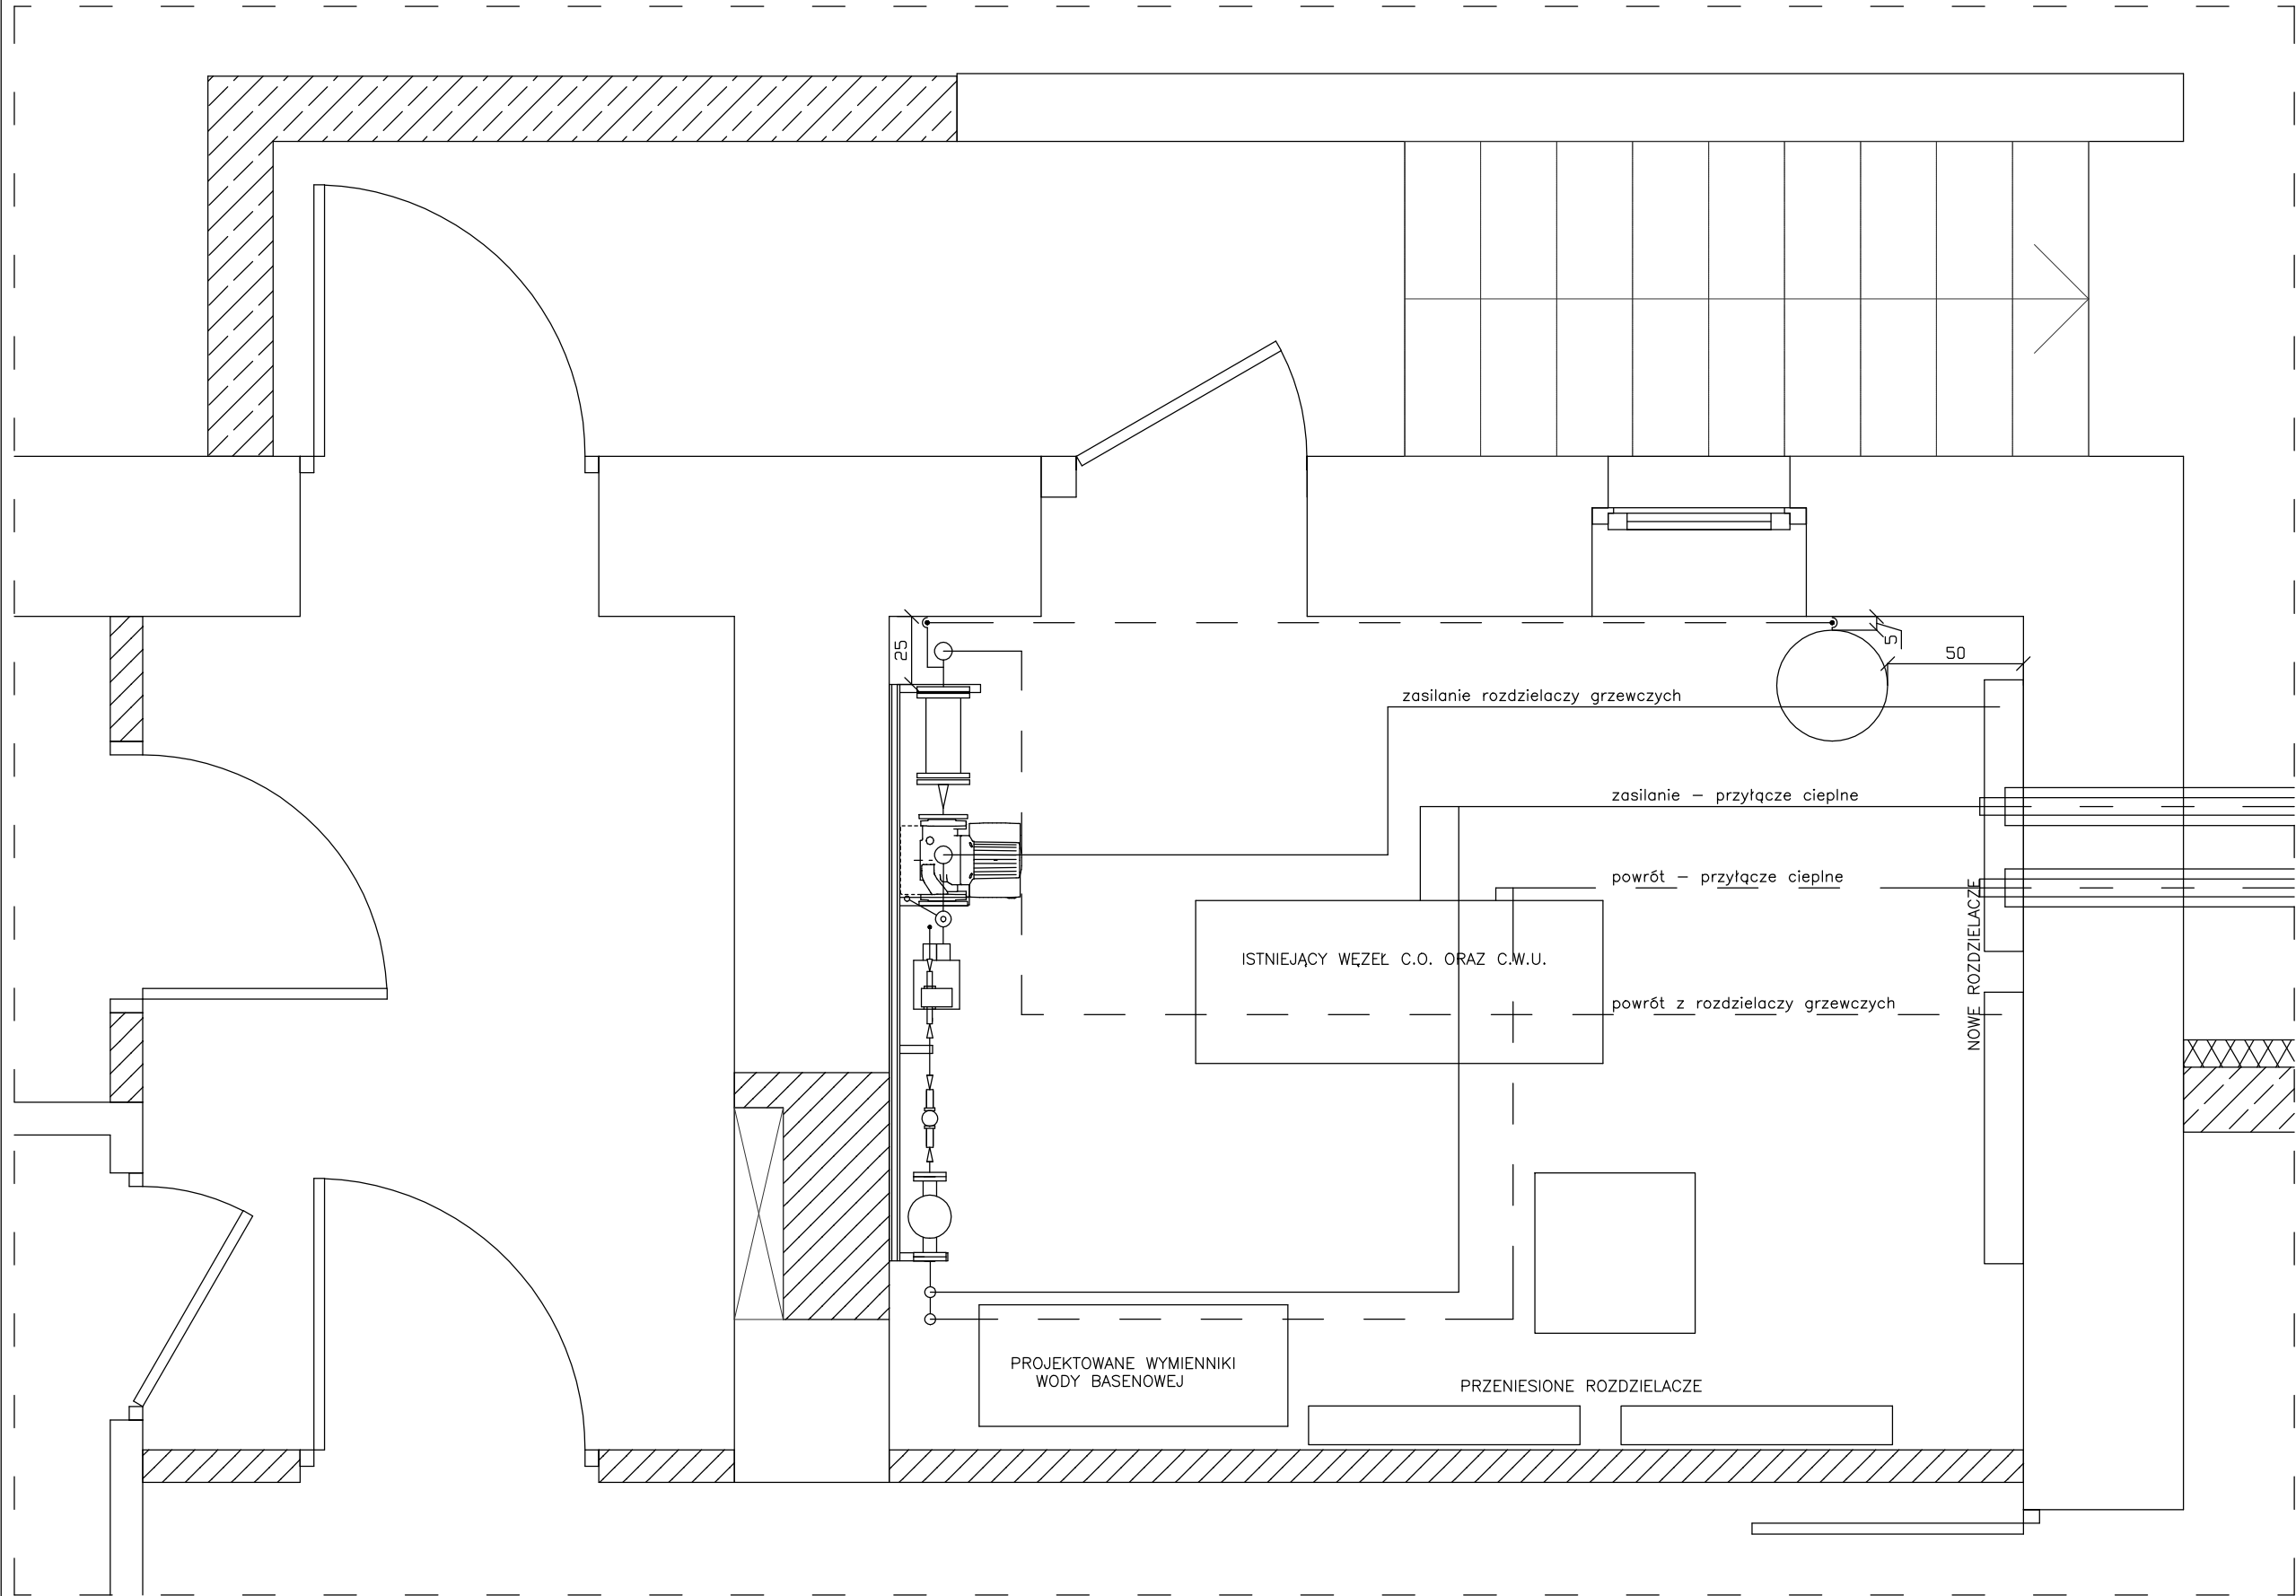 25
5
50
zasilanie rozdzielaczy grzewczych
zasilanie – przyłącze cieplne
powrót – przyłącze cieplne
ISTNIEJĄCY WĘZEŁ C.O. ORAZ C.W.U.
powrót z rozdzielaczy grzewczych
NOWE ROZDZIELACZE
PROJEKTOWANE WYMIENNIKI
WODY BASENOWEJ
PRZENIESIONE ROZDZIELACZE